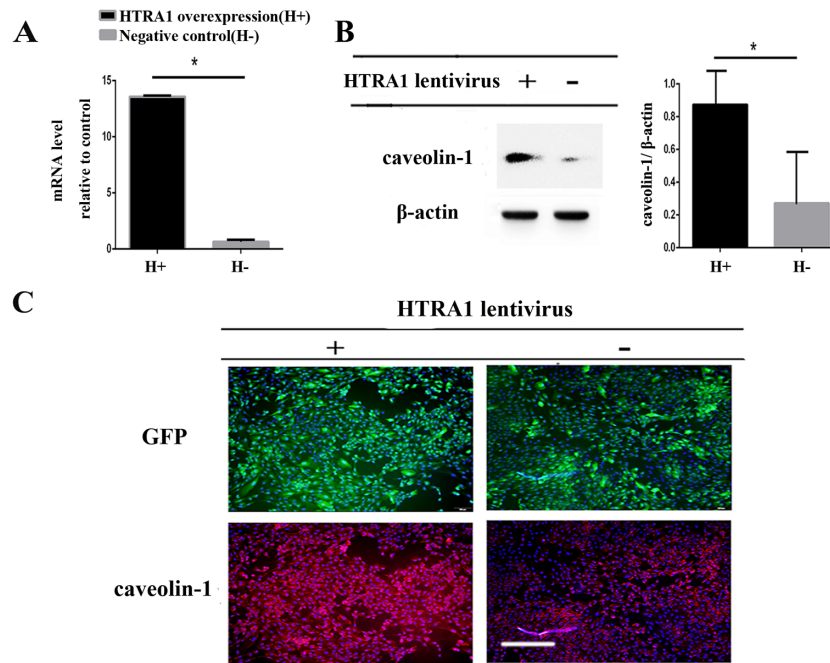 A
HTRA1 overexpression(H+)
Negative control(H-)
*
mRNA level
relative to control
15
10
5
0
H+
H-
B
HTRA1 lentivirus + -
caveolin-1
β-actin
*
caveolin-1/ β-actin
1.0
0.8
0.6
0.4
0.2
0.0
H+
H-
C
HTRA1 lentivirus
+ -
GFP
caveolin-1